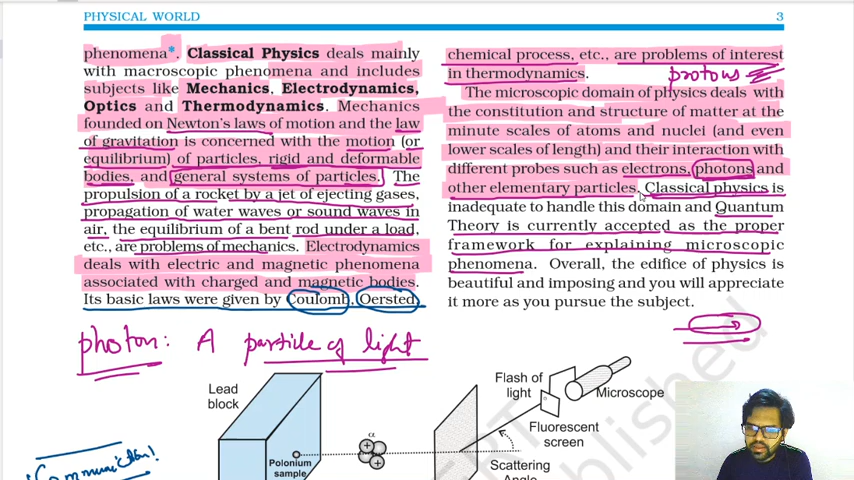 PHYSICAL WORLD
3
phenomena*. Classical Physics deals mainly
with macroscopic phenomena and includes
subjects like Mechanics, Electrodynamics,
Optics and Thermodynamics. Mechanics
founded on Newton's laws of motion and the law
of gravitation is concerned with the motion (or
equilibrium) of particles, rigid and deformable
bodies, and general systems of particles. The
propulsion of a rocket by a jet of ejecting gases,
propagation of water waves or sound waves in
air, the equilibrium of a bent rod under a load,
etc., are problems of mechanics. Electrodynamics
deals with electric and magnetic phenomena
associated with charged and magnetic bodies.
Its basic laws were given by Coulomb, Oersted,
chemical process, etc., are problems of interest
in thermodynamics.
protons
The microscopic domain of physics deals with
the constitution and structure of matter at the
minute scales of atoms and nuclei (and even
lower scales of length) and their interaction with
different probes such as electrons, photons and
other elementary particles. Classical physics is
inadequate to handle this domain and Quantum
Theory is currently accepted as the proper
framework for explaining microscopic
phenomena. Overall, the edifice of physics is
beautiful and imposing and you will appreciate
it more as you pursue the subject.
photon: A particle of light
Lead
block
Polonium
sample
α
Flash of
light
Microscope
Fluorescent
screen
Scattering
Angle
Communication!